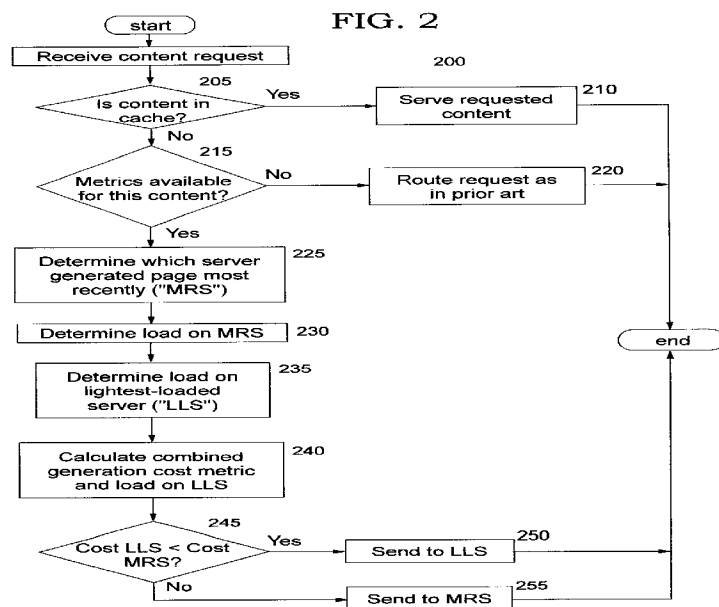 FIG. 2
start
Receive content request
200
205
Is content in
cache?
Yes
210
Serve requested
content
No
215
Metrics available
for this content?
No
220
Route request as
in prior art
Yes
225
Determine which server
generated page most
recently ("MRS")
Determine load on MRS
230
end
235
Determine load on
lightest-loaded
server ("LLS")
240
Calculate combined
generation cost metric
and load on LLS
245
Cost LLS < Cost
MRS?
Yes
250
Send to LLS
No
255
Send to MRS